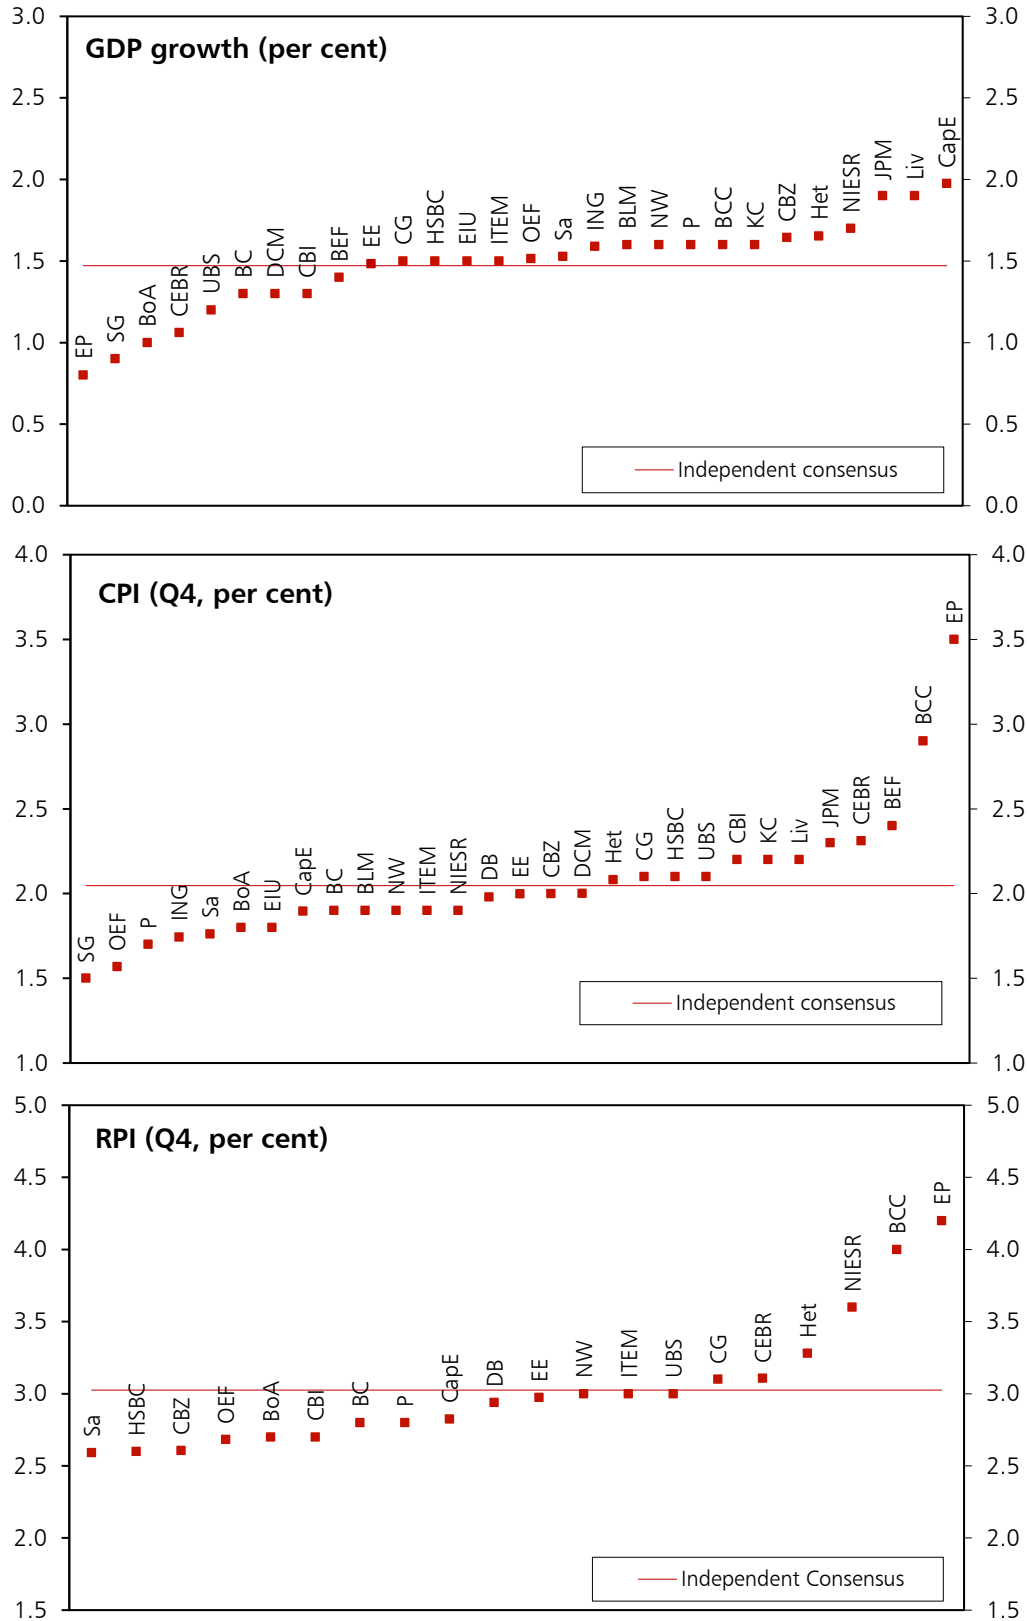 GDP growth (per cent)
3.0 3.0
2.5 2.5
2.0 2.0
1.5 1.5
1.0 1.0
0.5 0.5
0.0 0.0
EP SG BoA CEBR UBS BC DCM CBI BEF EE CG HSBC EIU ITEM OEF Sa ING BLM NW P BCC KC CBZ Het NIESR JPM Liv CapE
Independent consensus
CPI (Q4, per cent)
4.0 4.0
3.5 3.5
3.0 3.0
2.5 2.5
2.0 2.0
1.5 1.5
1.0 1.0
SG OEF P ING Sa BoA EIU CapE BC BLM NW ITEM NIESR DB EE CBZ DCM Het CG HSBC UBS CBI KC Liv JPM CEBR BEF BCC EP
Independent consensus
RPI (Q4, per cent)
5.0 5.0
4.5 4.5
4.0 4.0
3.5 3.5
3.0 3.0
2.5 2.5
2.0 2.0
1.5 1.5
Sa HSBC CBZ OEF BoA CBI BC P CapE DB EE NW ITEM UBS CG CEBR Het NIESR BCC EP
Independent Consensus